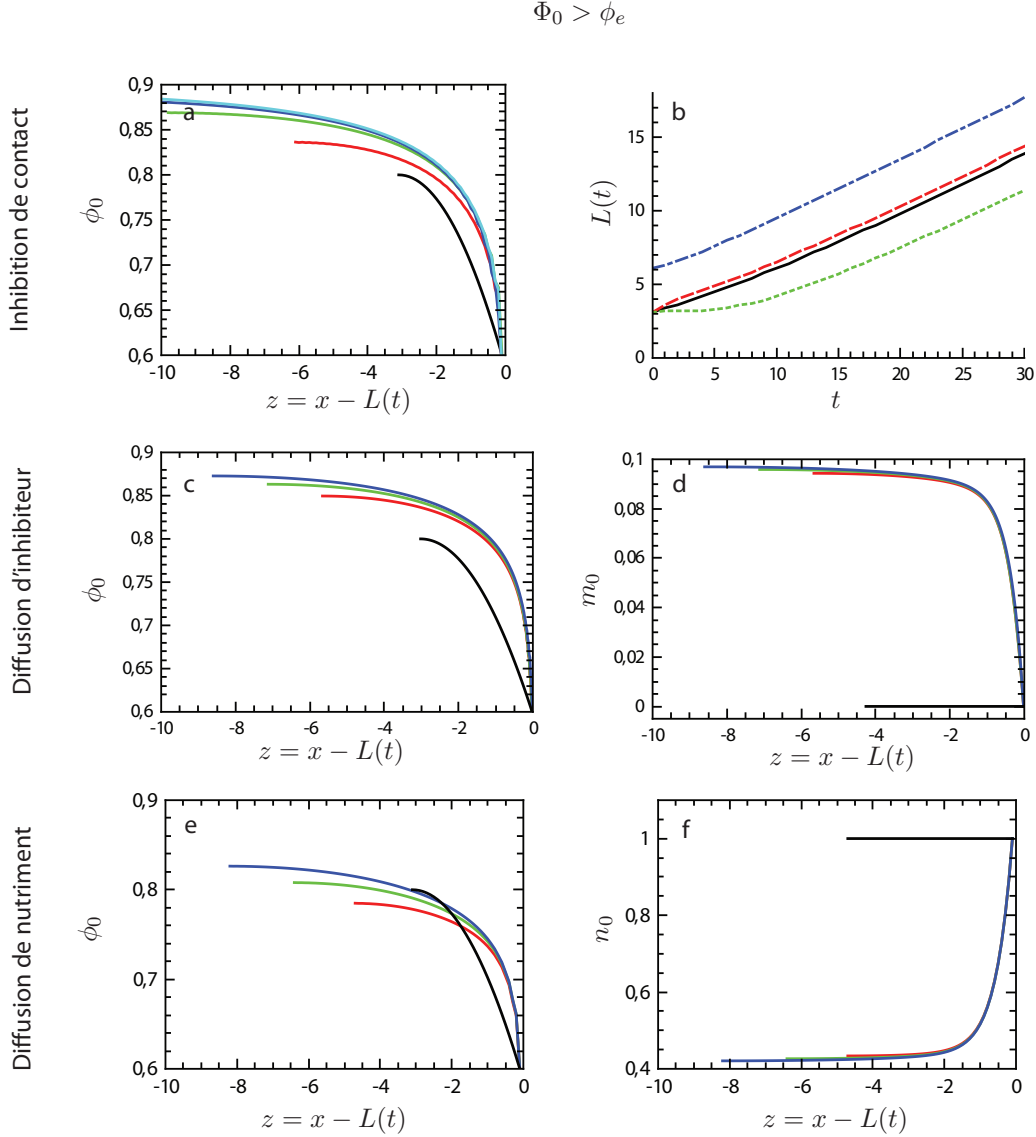 Φ₀ > ϕₑ
Inhibition de contact
a
0,9
0,8
0,75
0,7
0,6
ϕ₀
-10 -8 -6 -4 -2 0
z = x − L(t)
b
15
10
5
0
L(t)
0 5 10 15 20 25 30
t
Diffusion d'inhibiteur
c
0,9
0,85
0,8
0,75
0,7
0,65
0,6
ϕ₀
-10 -8 -6 -4 -2 0
z = x − L(t)
d
0,1
0,08
0,06
0,04
0,02
0
m₀
-10 -8 -6 -4 -2 0
z = x − L(t)
Diffusion de nutriment
e
0,9
0,8
0,7
0,6
ϕ₀
-10 -8 -6 -4 -2 0
z = x − L(t)
f
1
0,8
0,6
0,4
n₀
-10 -8 -6 -4 -2 0
z = x − L(t)